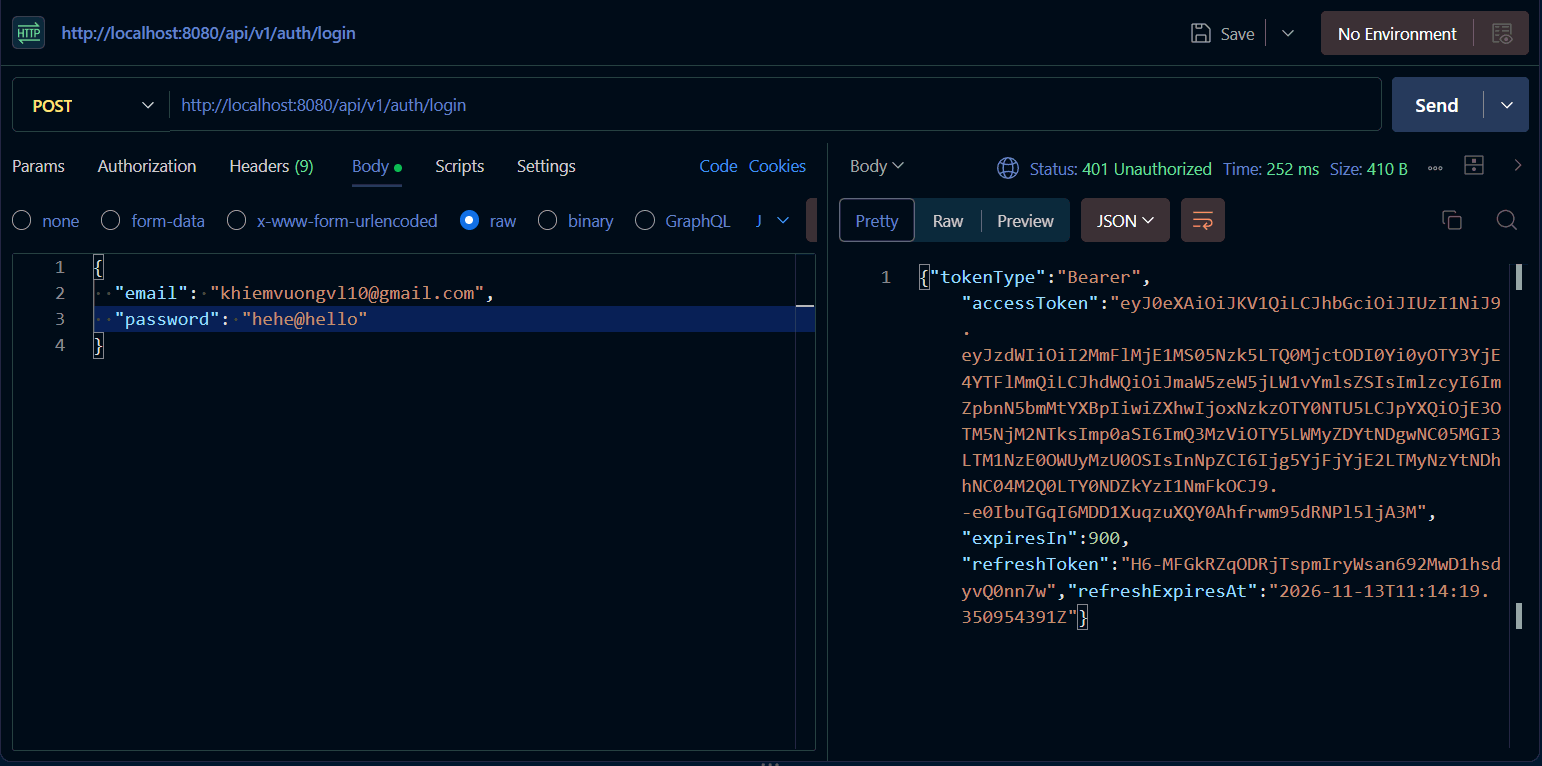 HTTP http://localhost:8080/api/v1/auth/login Save No Environment
POST http://localhost:8080/api/v1/auth/login Send
Params Authorization Headers (9) Body Scripts Settings Code Cookies
none form-data x-www-form-urlencoded raw binary GraphQL J
1 {
2 "email": "khiemvuongvl10@gmail.com",
3 "password": "hehe@hello"
4 }
Body Status: 401 Unauthorized Time: 252 ms Size: 410 B
Pretty Raw Preview JSON
1 {"tokenType":"Bearer",
"accessToken":"eyJ0eXAiOiJKV1QiLCJhbGciOiJIUzI1NiJ9
.
eyJzdWIiOiI2MmFlMjE1MS05Nzk5LTQ0MjctODI0Yi0yOTY3YjE
4YTFlMmQiLCJhdWQiOiJmaW5zeW5jLW1vYmlsZSIsImlzcyI6Im
ZpbnN5bmMtYXBpIiwiZXhwIjoxNzkzOTY0NTU5LCJpYXQiOjE3O
TM5NjM2NTksImp0aSI6ImQ3MzViOTY5LWMyZDYtNDgwNC05MGI3
LTM1NzE0OWUyMzU0OSIsInNpZCI6Ijg5YjFjYjE2LTMyNzYtNDh
hNC04M2Q0LTY0NDZkYzI1NmFkOCJ9.
-e0IbuTGqI6MDD1XuqzuXQY0Ahfrwm95dRNPl5ljA3M",
"expiresIn":900,
"refreshToken":"H6-MFGkRZqODRjTspmIryWsan692MwD1hsd
yvQ0nn7w","refreshExpiresAt":"2026-11-13T11:14:19.
350954391Z"}